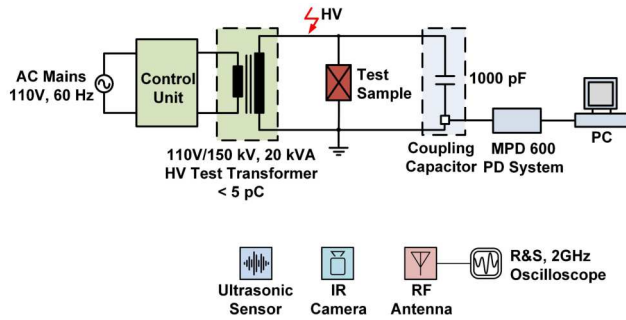 HV
AC Mains
110V, 60 Hz
Control
Unit
Test
Sample
1000 pF
110V/150 kV, 20 kVA
HV Test Transformer
< 5 pC
Coupling
Capacitor
MPD 600
PD System
PC
Ultrasonic
Sensor
IR
Camera
RF
Antenna
R&S, 2GHz
Oscilloscope